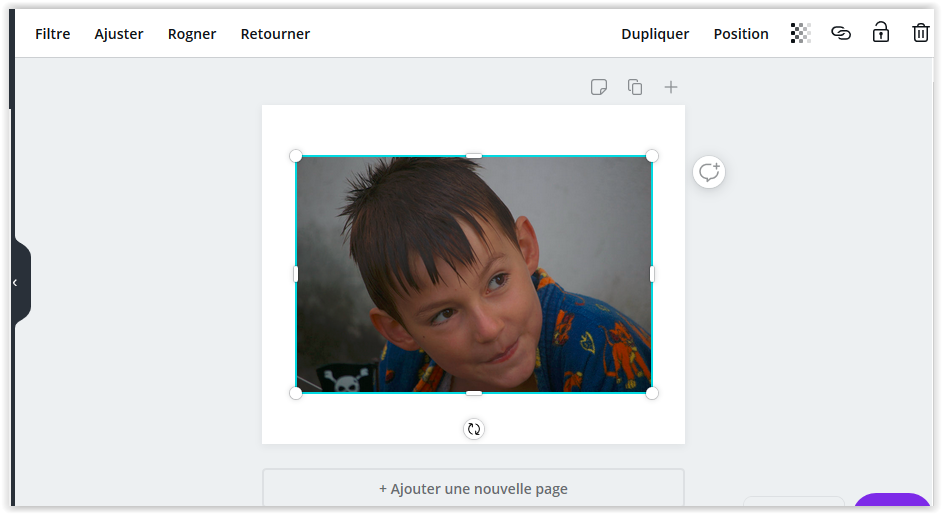 Filtre Ajuster Rogner Retourner Dupliquer Position
+ Ajouter une nouvelle page